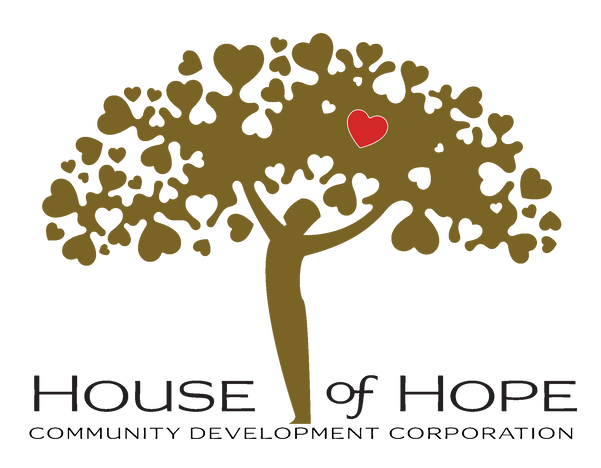 HOUSE of HOPE
COMMUNITY DEVELOPMENT CORPORATION